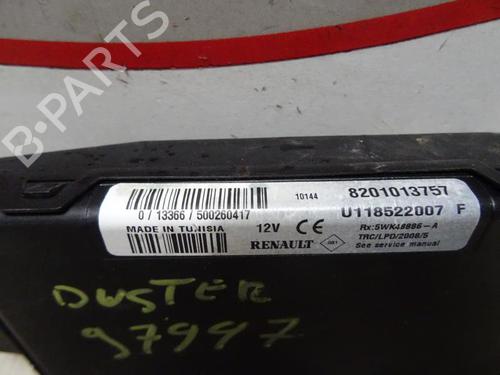 B-PARTS
10144 8201013757
0 / 13366 / 500260417
MADE IN TUNISIA
12V CE
RENAULT
U118522007 F
Rx:5WK48886-A
TRC/LPD/2008/5
See service manual
DUSTER
97997